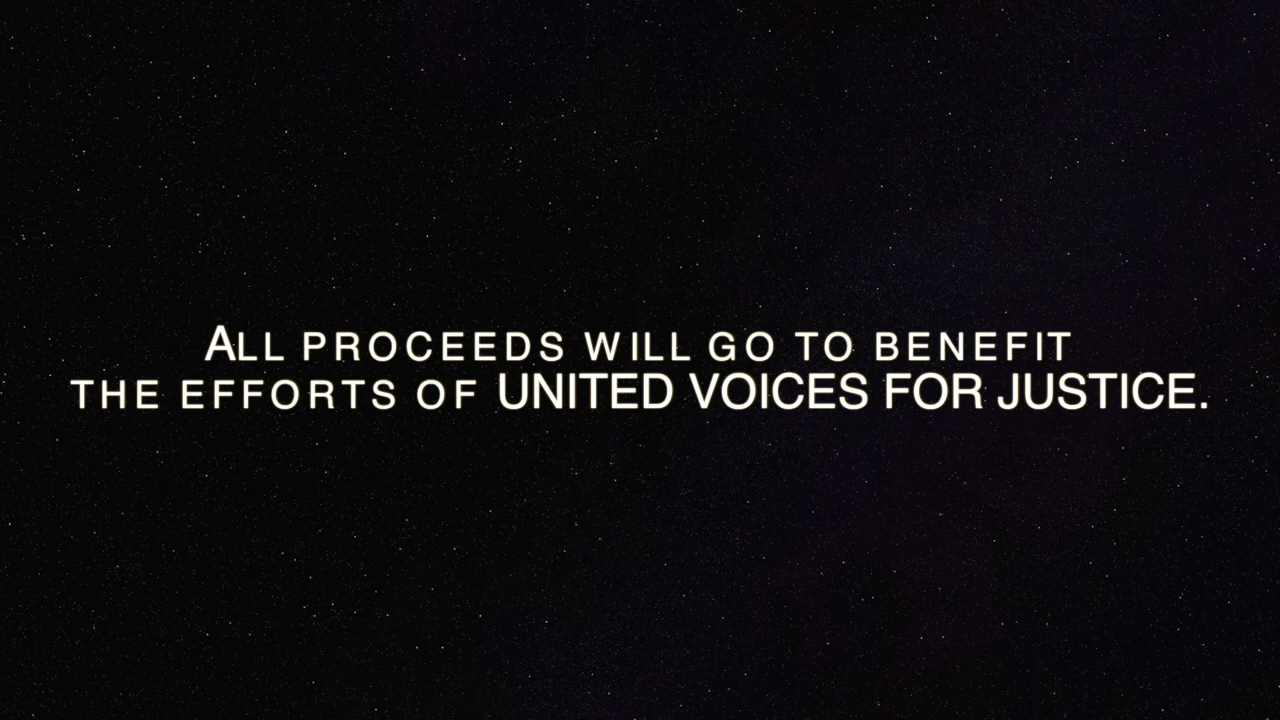 All proceeds will go to benefit
the efforts of UNITED VOICES FOR JUSTICE.